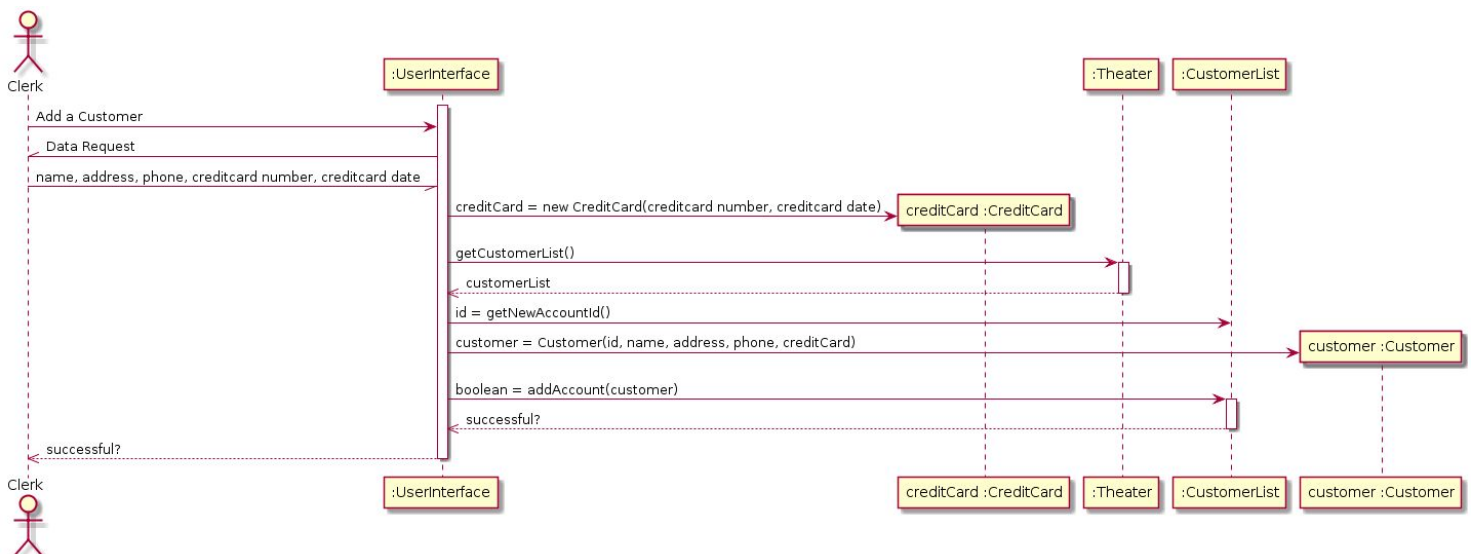 Clerk
:UserInterface
:Theater
:CustomerList
Add a Customer
Data Request
name, address, phone, creditcard number, creditcard date
creditCard = new CreditCard(creditcard number, creditcard date)
creditCard :CreditCard
getCustomerList()
customerList
id = getNewAccountId()
customer = Customer(id, name, address, phone, creditCard)
customer :Customer
boolean = addAccount(customer)
successful?
successful?
Clerk
:UserInterface
creditCard :CreditCard
:Theater
:CustomerList
customer :Customer